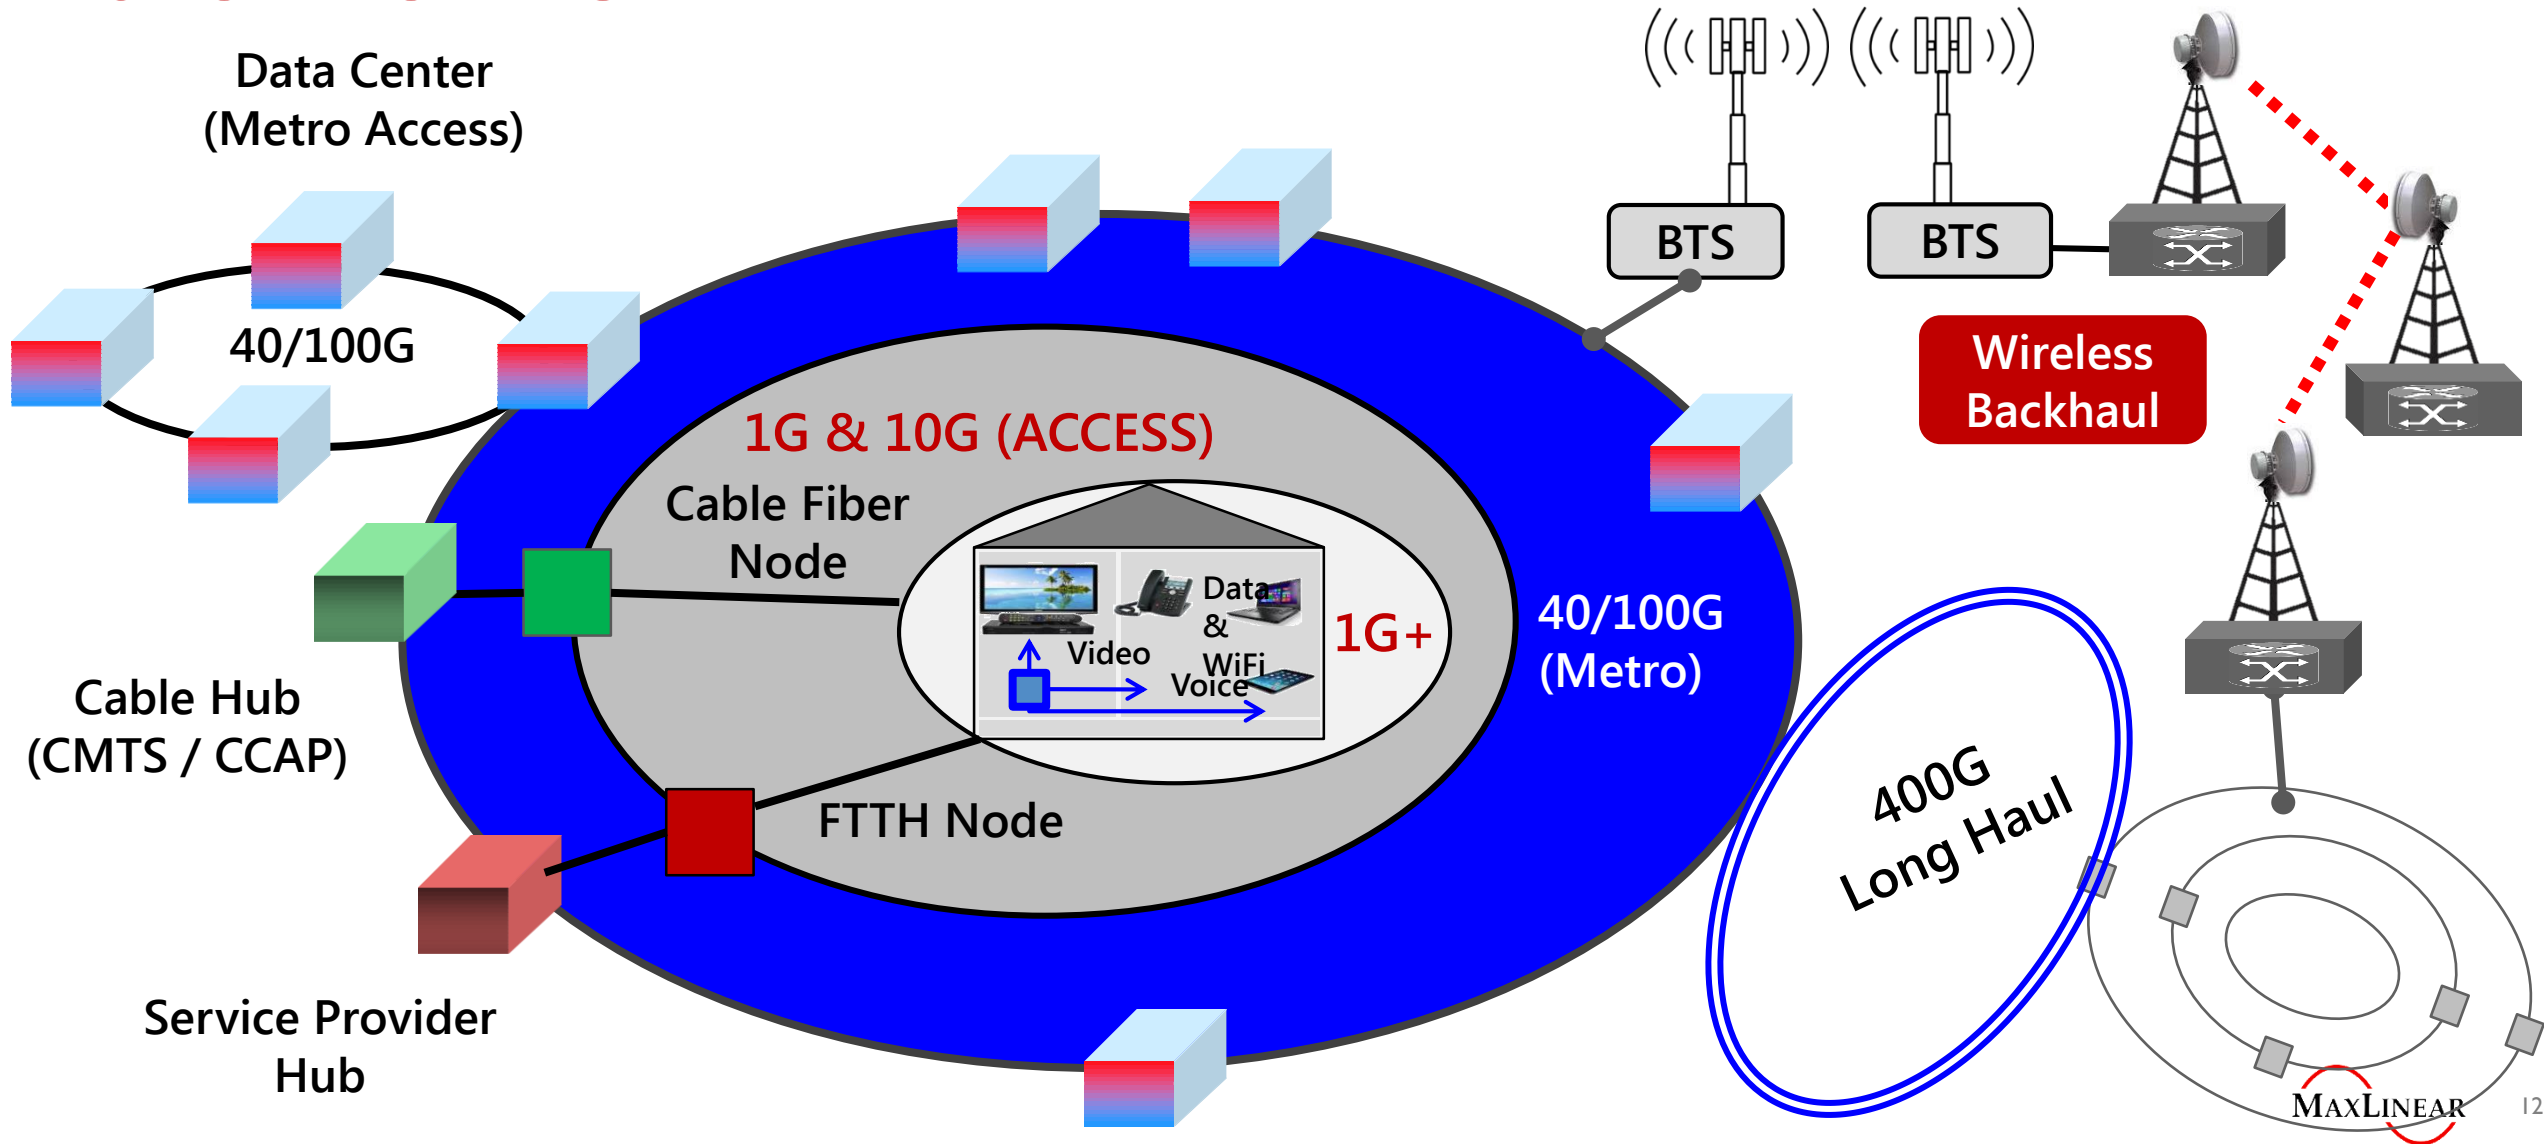 Data Center
(Metro Access)
40/100G
BTS
BTS
Wireless
Backhaul
1G & 10G (ACCESS)
Cable Fiber
Node
Data
&
WiFi
Video
Voice
1G+
40/100G
(Metro)
Cable Hub
(CMTS / CCAP)
FTTH Node
400G
Long Haul
Service Provider
Hub
MAXLINEAR
12